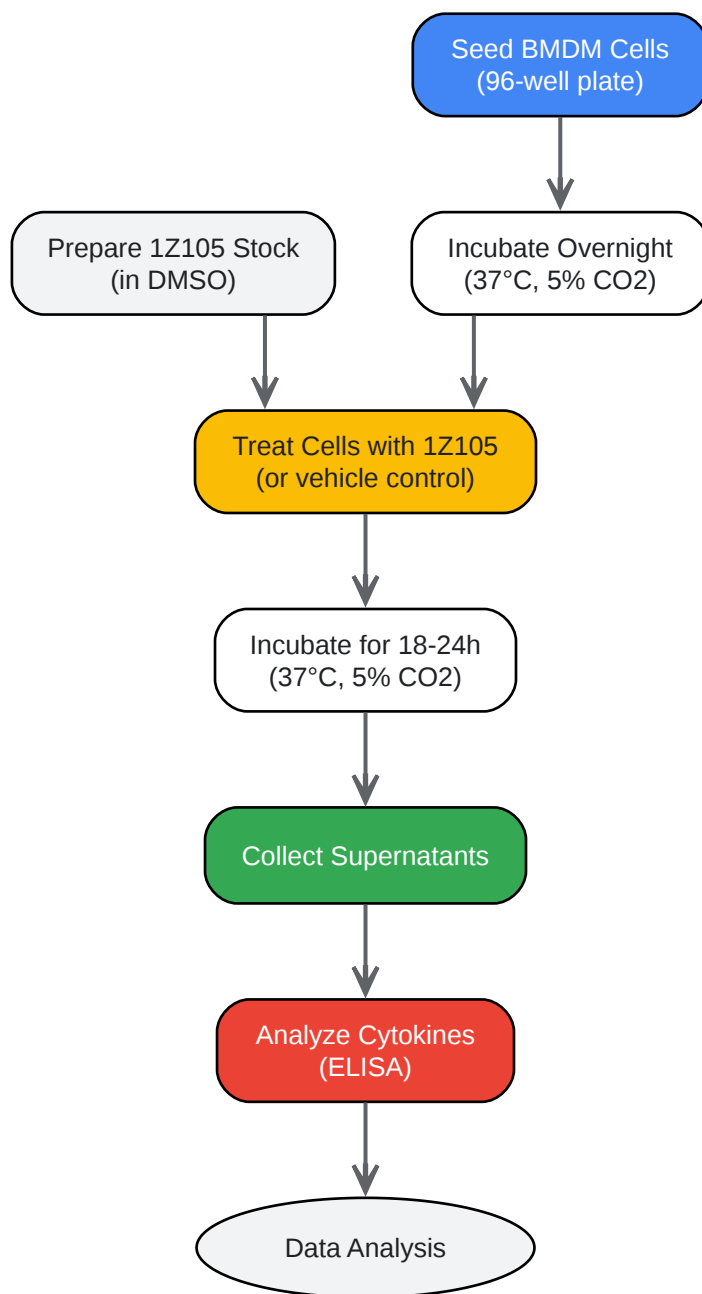 Seed BMDM Cells
(96-well plate)
Prepare 1Z105 Stock
(in DMSO)
Incubate Overnight
(37°C, 5% CO2)
Treat Cells with 1Z105
(or vehicle control)
Incubate for 18-24h
(37°C, 5% CO2)
Collect Supernatants
Analyze Cytokines
(ELISA)
Data Analysis